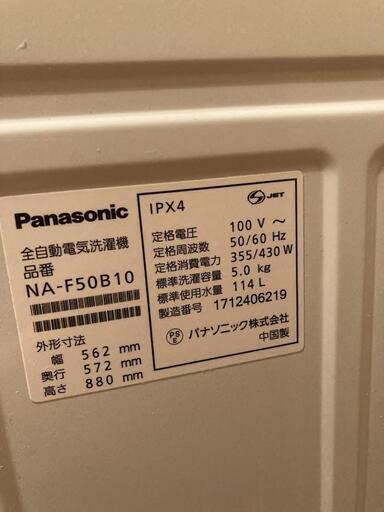 Panasonic
全自動電気洗濯機
品番
NA-F50B10
外形寸法
幅 562 mm
奥行 572 mm
高さ 880 mm
IPX4
JET
定格電圧 100 V ～
定格周波数 50/60 Hz
定格消費電力 355/430 W
標準洗濯容量 5.0 kg
標準使用水量 114 L
製造番号 1712406219
PS
E
パナソニック株式会社
中国製